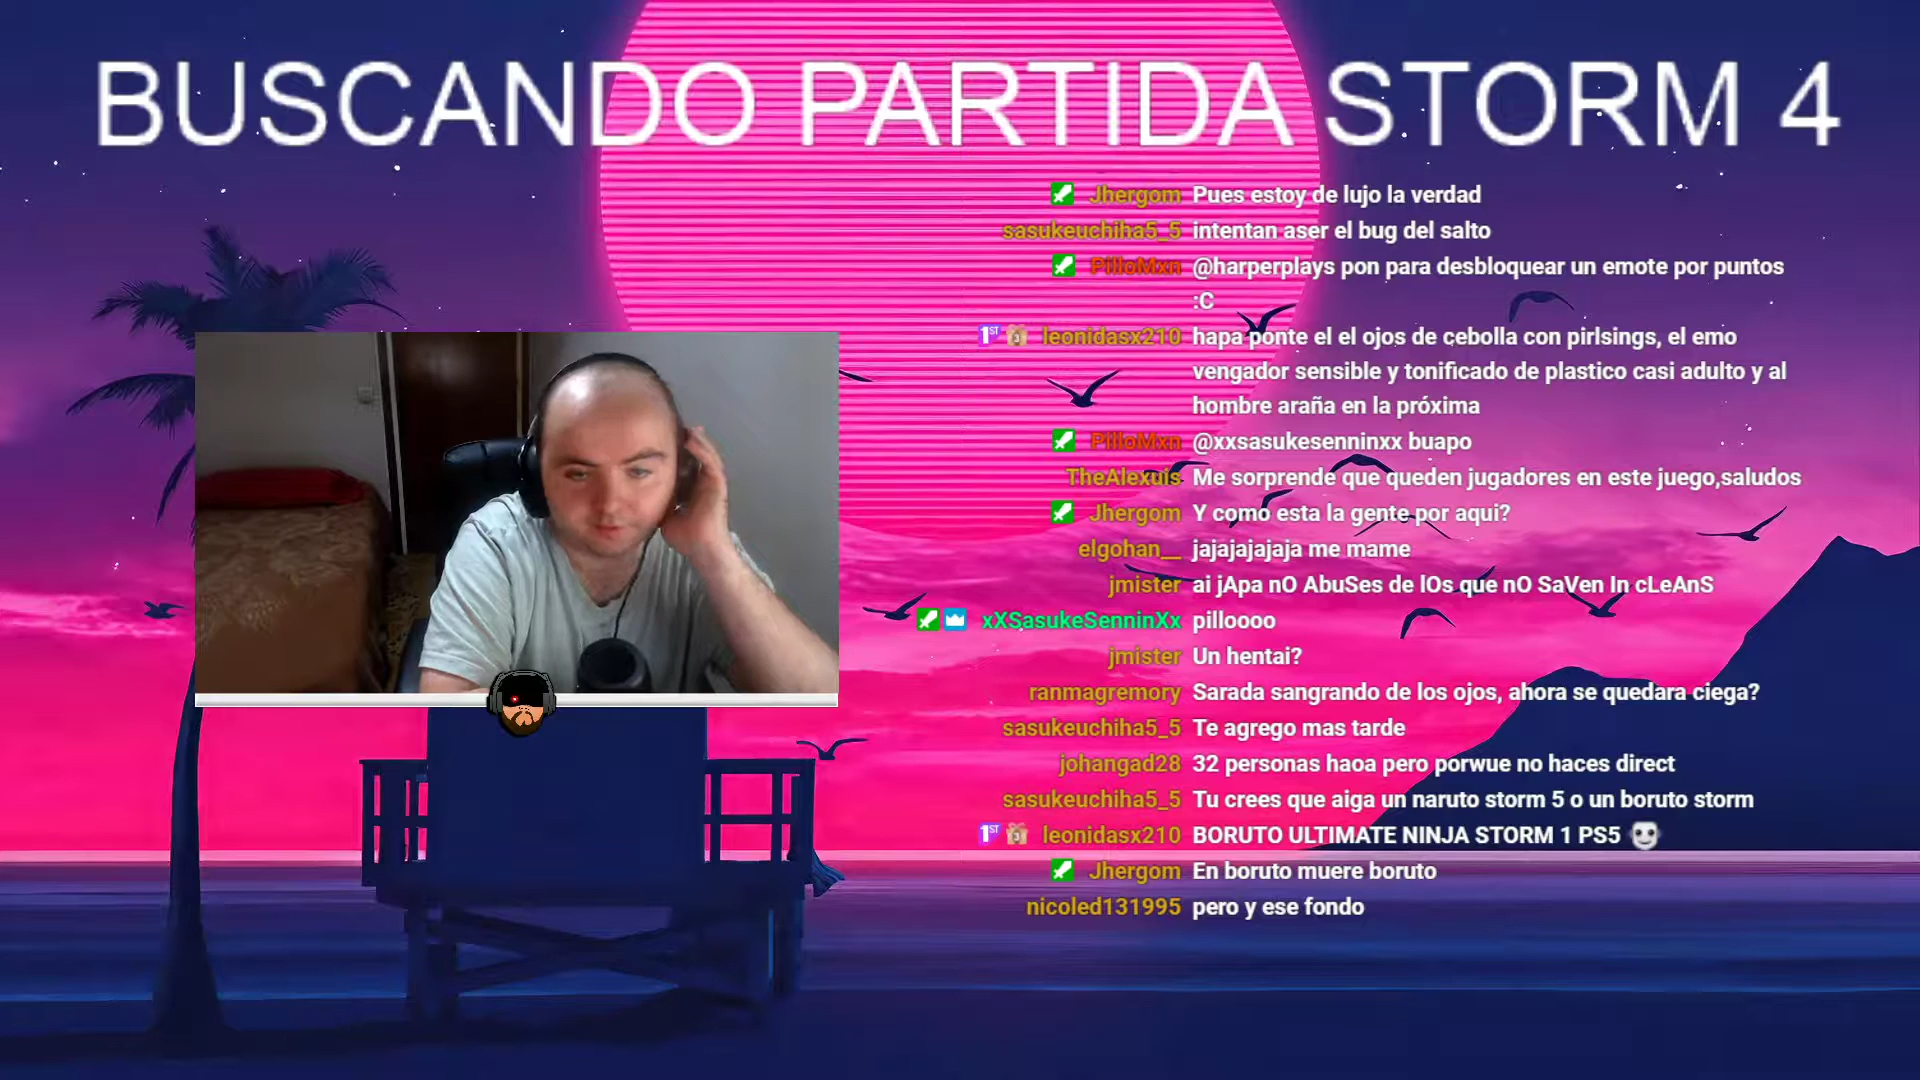 BUSCANDO PARTIDA STORM 4
Jhergom Pues estoy de lujo la verdad
sasukeuchiha5_5 intentan aser el bug del salto
PilloMxn @harperplays pon para desbloquear un emote por puntos
:C
1ST 3 leonidasx210 hapa ponte el el ojos de cebolla con pirlsings, el emo
vengador sensible y tonificado de plastico casi adulto y al
hombre araña en la próxima
PilloMxn @xxsasukesenninxx buapo
TheAlexuis Me sorprende que queden jugadores en este juego,saludos
Jhergom Y como esta la gente por aqui?
elgohan__ jajajajajaja me mame
jmister ai jApa nO AbuSes de lOs que nO SaVen In cLeAnS
xXSasukeSenninXx pilloooo
jmister Un hentai?
ranmagremory Sarada sangrando de los ojos, ahora se quedara ciega?
sasukeuchiha5_5 Te agrego mas tarde
johangad28 32 personas haoa pero porwue no haces direct
sasukeuchiha5_5 Tu crees que aiga un naruto storm 5 o un boruto storm
1ST 3 leonidasx210 BORUTO ULTIMATE NINJA STORM 1 PS5
Jhergom En boruto muere boruto
nicoled131995 pero y ese fondo